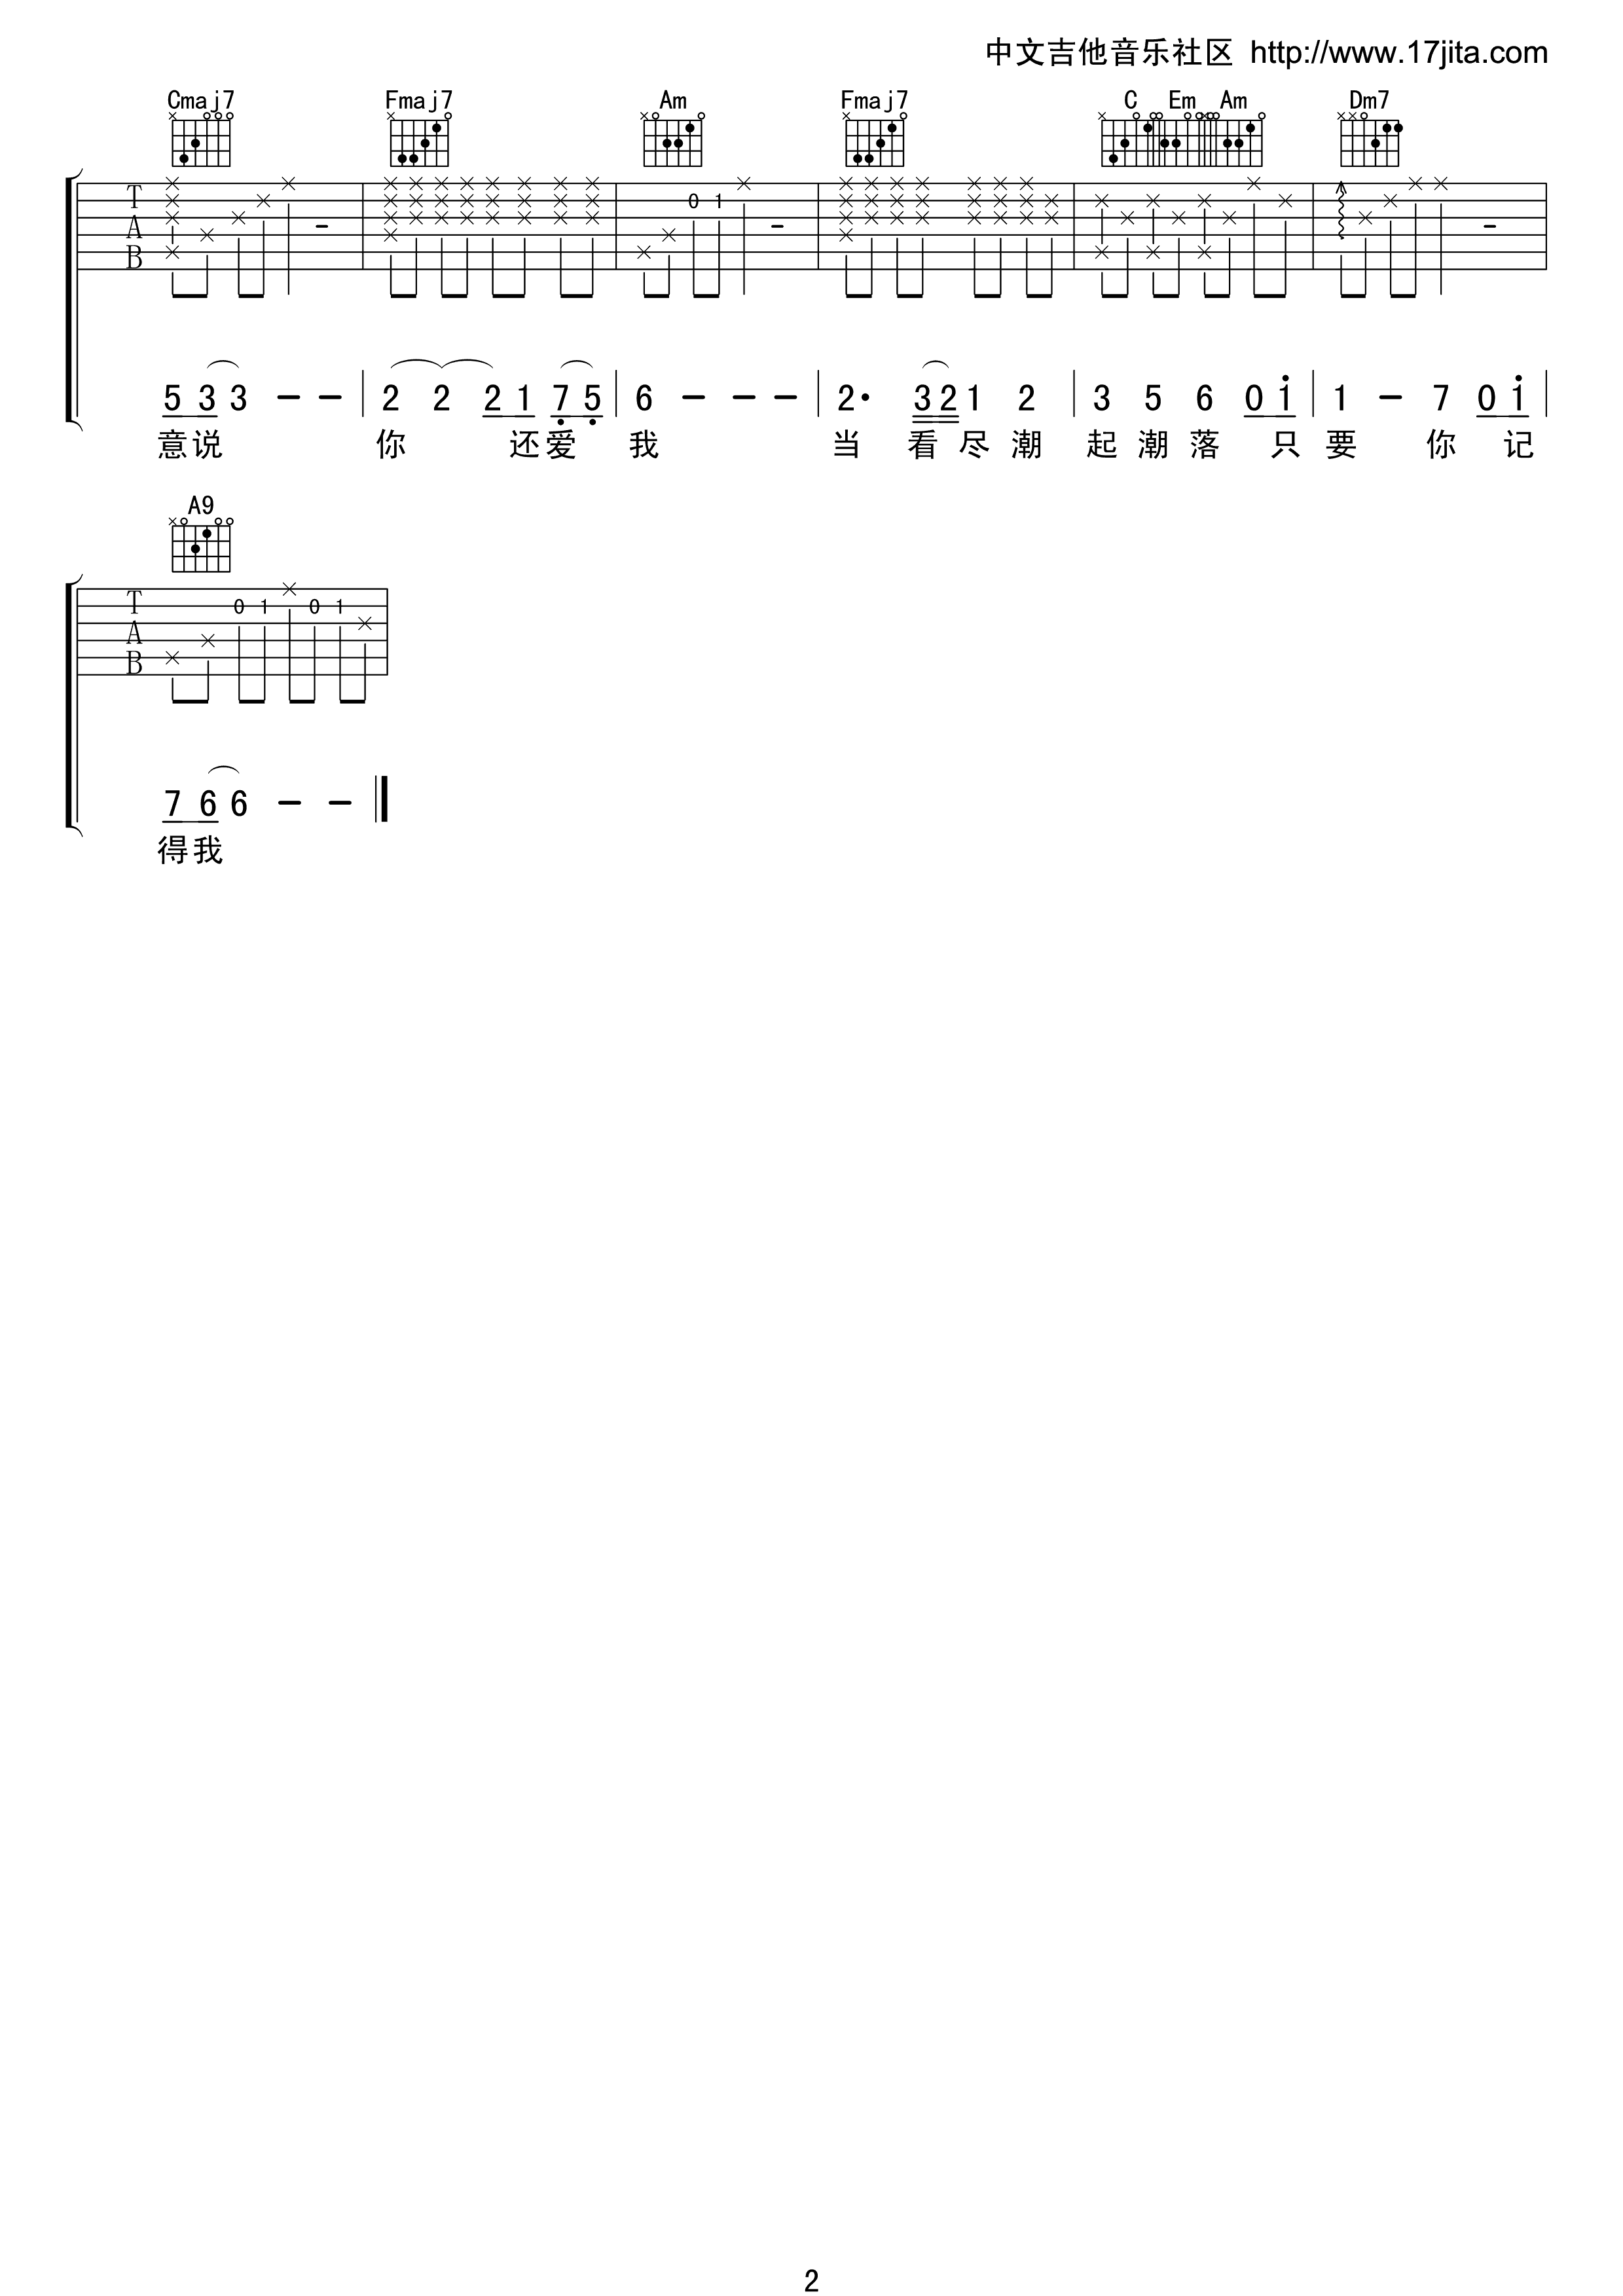 中文吉他音乐社区 http://www.17jita.com
Cmaj7 Fmaj7 Am Fmaj7 C Em Am Dm7
T
A
B
0 1
5 3 3 - - | 2 2 2 1 7 5 | 6 - - - | 2· 3 2 1 2 | 3 5 6 0 i | 1 - 7 0 i |
意说 你 还爱 我 当 看 尽 潮 起 潮 落 只 要 你 记
A9
T
A
B
0 1 0 1
7 6 6 - -
得我
2